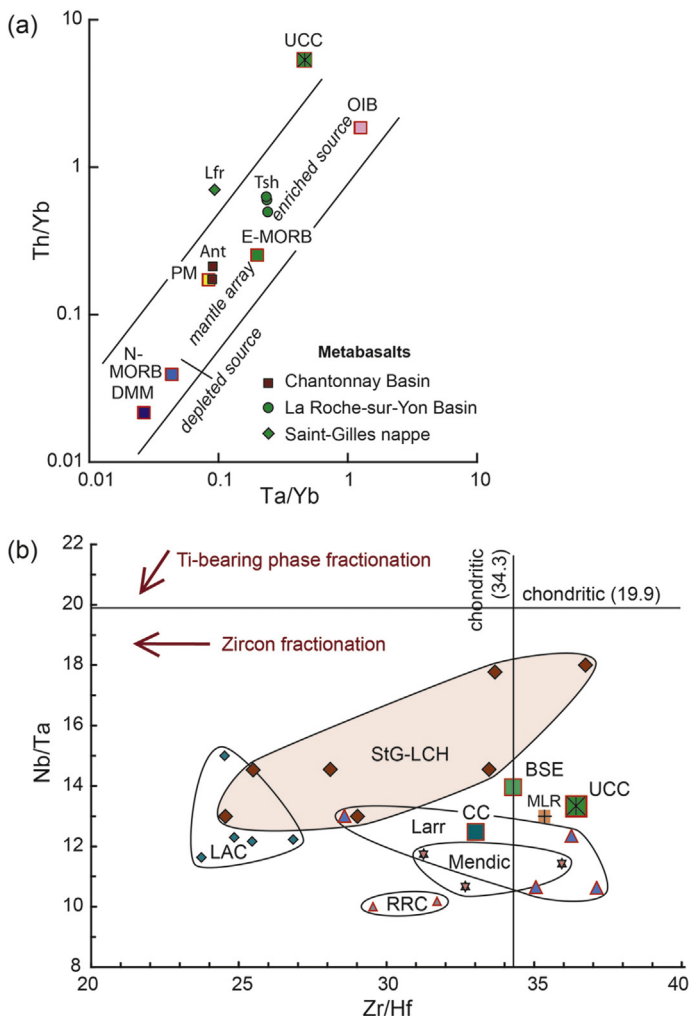 (a)
10
1
0.1
0.01
Th/Yb
0.01
0.1
1
10
Ta/Yb
UCC
OIB
Lfr
Tsh
enriched source
E-MORB
Ant
PM
mantle array
N-
MORB
DMM
depleted source
Metabasalts
Chantonnay Basin
La Roche-sur-Yon Basin
Saint-Gilles nappe
(b)
22
20
18
16
14
12
10
8
Nb/Ta
Ti-bearing phase fractionation
Zircon fractionation
chondritic
(34.3)
chondritic (19.9)
StG-LCH
BSE
UCC
MLR
CC
Larr
LAC
Mendic
RRC
20
25
30
35
40
Zr/Hf